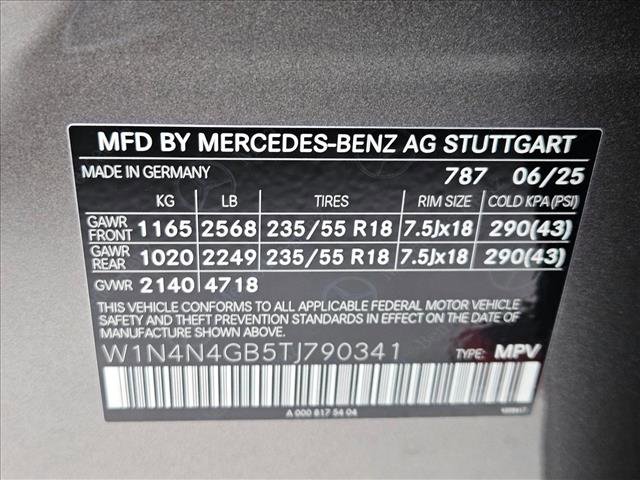 MFD BY MERCEDES-BENZ AG STUTTGART
MADE IN GERMANY 787 06/25
KG LB TIRES RIM SIZE COLD KPA(PSI)
GAWR FRONT 1165 2568 235/55 R18 7.5Jx18 290(43)
GAWR REAR 1020 2249 235/55 R18 7.5Jx18 290(43)
GVWR 2140 4718
THIS VEHICLE CONFORMS TO ALL APPLICABLE FEDERAL MOTOR VEHICLE
SAFETY AND THEFT PREVENTION STANDARDS IN EFFECT ON THE DATE OF
MANUFACTURE SHOWN ABOVE.
W1N4N4GB5TJ790341 TYPE: MPV
A 000 817 54 04